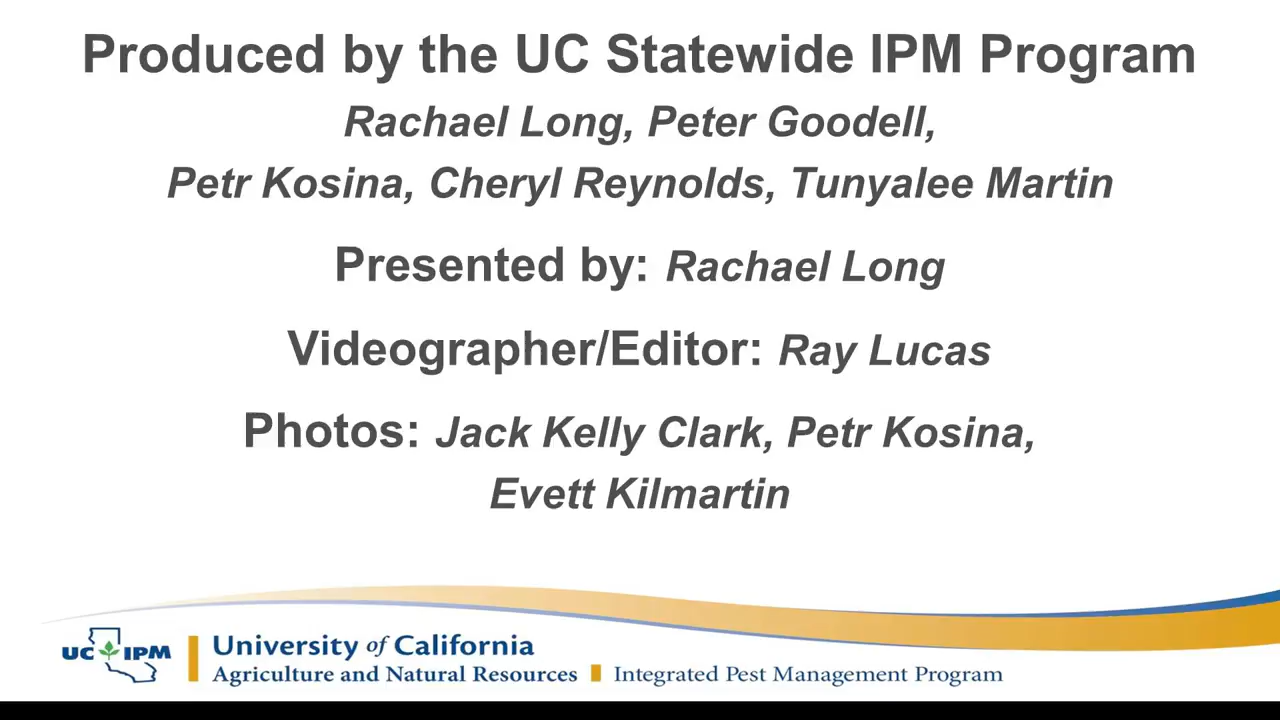 Produced by the UC Statewide IPM Program
Rachael Long, Peter Goodell,
Petr Kosina, Cheryl Reynolds, Tunyalee Martin
Presented by: Rachael Long
Videographer/Editor: Ray Lucas
Photos: Jack Kelly Clark, Petr Kosina,
Evett Kilmartin
UC IPM
University of California
Agriculture and Natural Resources Integrated Pest Management Program